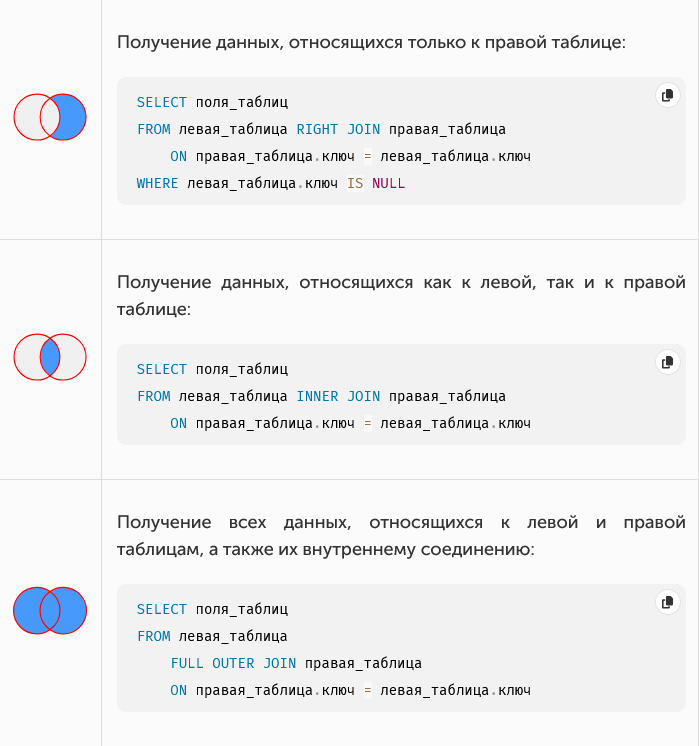 Получение данных, относящихся только к правой таблице:
SELECT поля_таблиц
FROM левая_таблица RIGHT JOIN правая_таблица
ON правая_таблица.ключ = левая_таблица.ключ
WHERE левая_таблица.ключ IS NULL
Получение данных, относящихся как к левой, так и к правой
таблице:
SELECT поля_таблиц
FROM левая_таблица INNER JOIN правая_таблица
ON правая_таблица.ключ = левая_таблица.ключ
Получение всех данных, относящихся к левой и правой
таблицам, а также их внутреннему соединению:
SELECT поля_таблиц
FROM левая_таблица
FULL OUTER JOIN правая_таблица
ON правая_таблица.ключ = левая_таблица.ключ